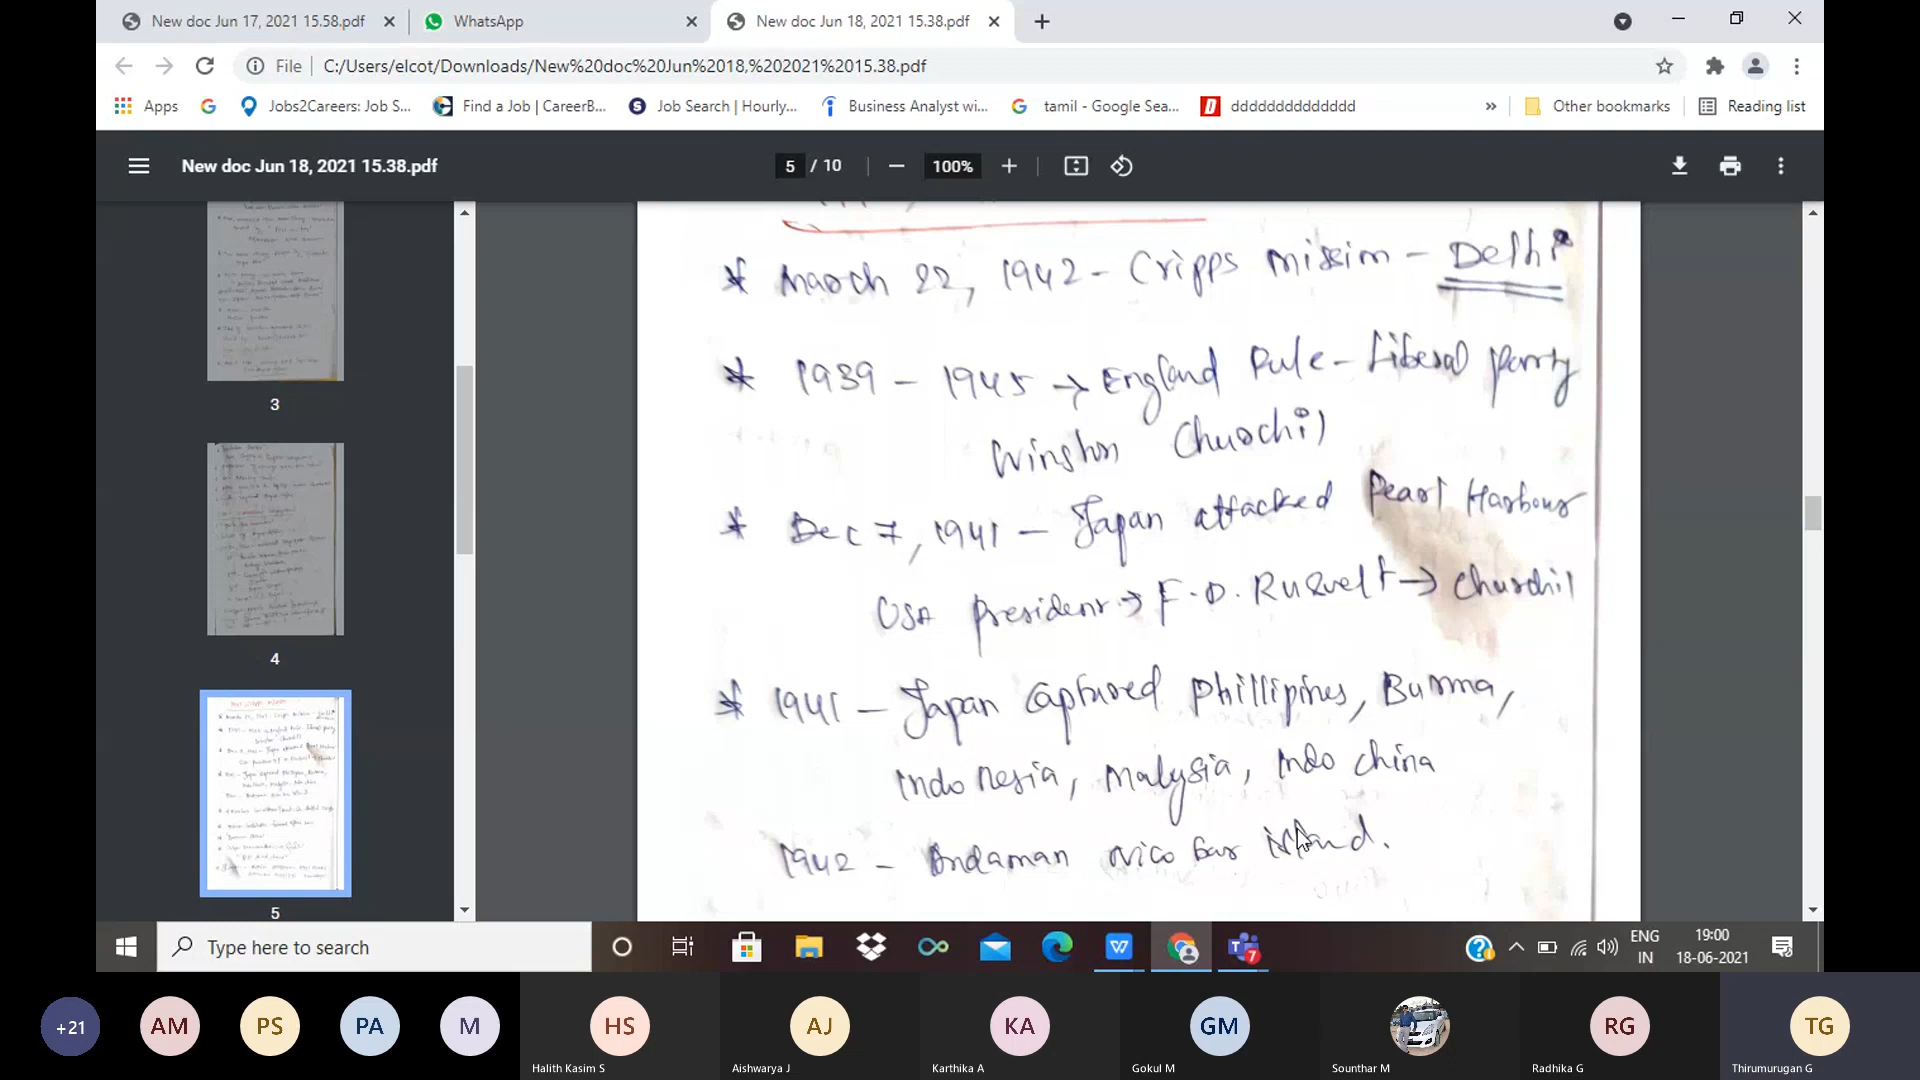 New doc Jun 17, 2021 15.58.pdf
WhatsApp
New doc Jun 18, 2021 15.38.pdf
File C:/Users/elcot/Downloads/New%20doc%20Jun%2018,%202021%2015.38.pdf
Apps
Jobs2Careers: Job S...
Find a Job | CareerB...
Job Search | Hourly,...
Business Analyst wi...
tamil - Google Sea...
dddddddddddddd
»
Other bookmarks
Reading list
New doc Jun 18, 2021 15.38.pdf
5 / 10
100%
* March 22, 1942 - Cripps mission - Delhi
* 1939 - 1945 → England Rule - Liberal party
Winston Churchil
* Dec 7, 1941 - Japan attacked Pearl Harbour
USA president → F.D. Ruzvelt → Churchil
* 1941 - Japan Captured Phillipines, Burma,
Indonesia, Malysia, Indo china
1942 - Andaman Nicobar island.
3
4
5
Type here to search
7
ENG
IN
19:00
18-06-2021
+21
AM
PS
PA
M
HS
Halith Kasim S
AJ
Aishwarya J
KA
Karthika A
GM
Gokul M
Sounthar M
RG
Radhika G
TG
Thirumurugan G